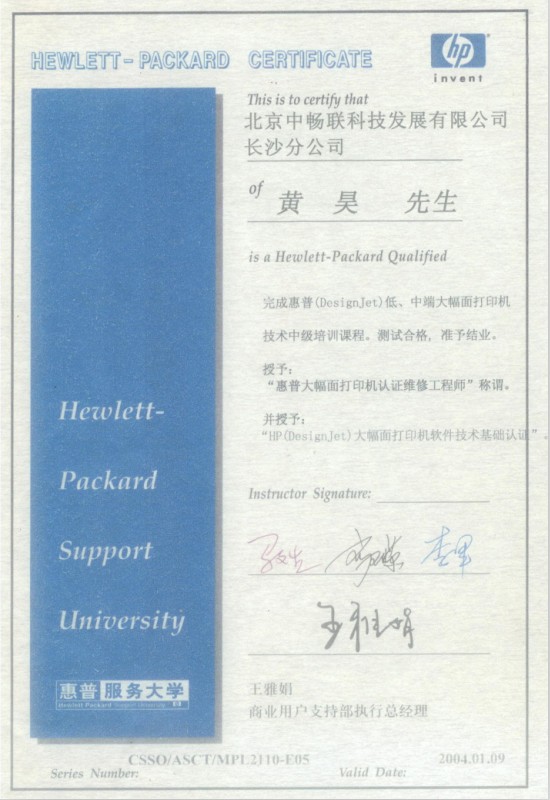 HEWLETT-PACKARD CERTIFICATE
hp
invent
This is to certify that
北京中畅联科技发展有限公司
长沙分公司
of 黄 昊 先生
is a Hewlett-Packard Qualified
完成惠普(DesignJet)低、中端大幅面打印机
技术中级培训课程。测试合格, 准予结业。
授予:
“惠普大幅面打印机认证维修工程师”称谓。
并授予:
“HP(DesignJet)大幅面打印机软件技术基础认证”。
Hewlett-
Packard
Support
University
Instructor Signature:
王雅娟
惠普服务大学
Hewlett Packard Support University
王雅娟
商业用户支持部执行总经理
CSSO/ASCT/MPL2110-E05
2004.01.09
Series Number:
Valid Date: